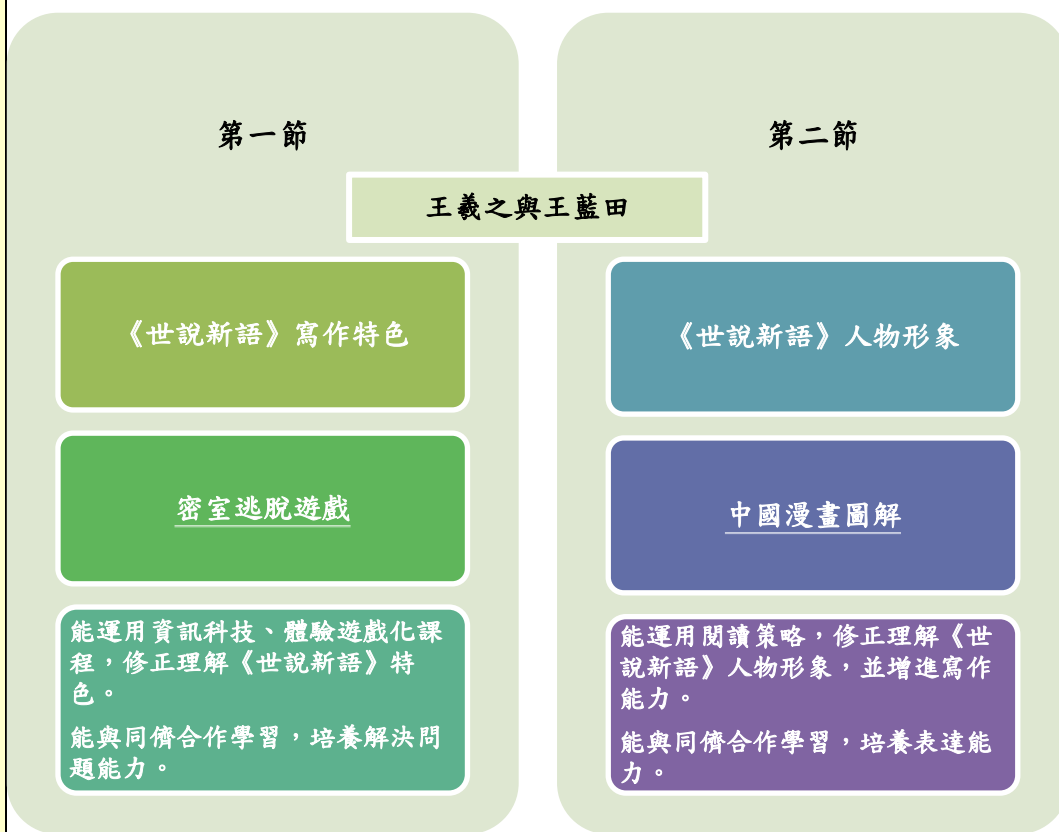 第一節
第二節
王羲之與王藍田
《世說新語》寫作特色
密室逃脫遊戲
能運用資訊科技、體驗遊戲化課
程，修正理解《世說新語》特
色。
能與同儕合作學習，培養解決問
題能力。
《世說新語》人物形象
中國漫畫圖解
能運用閱讀策略，修正理解《世
說新語》人物形象，並增進寫作
能力。
能與同儕合作學習，培養表達能
力。